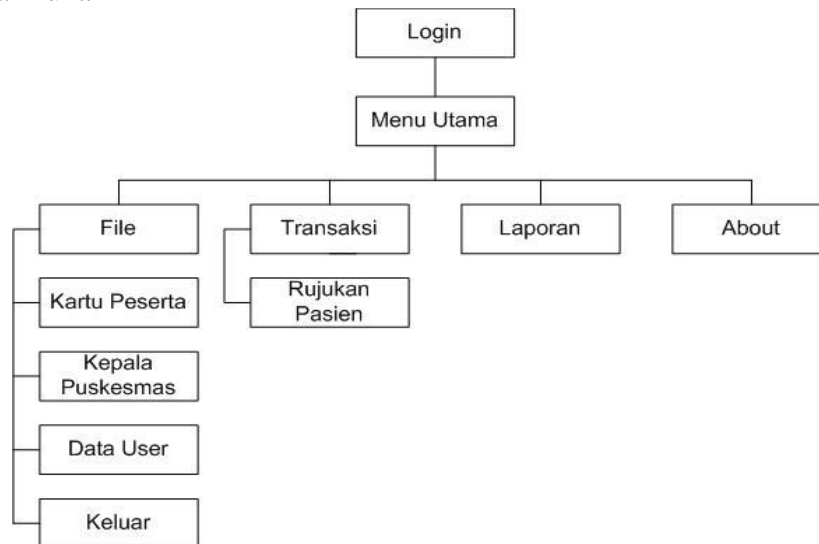 Login
Menu Utama
File
Transaksi
Laporan
About
Kartu Peserta
Rujukan
Pasien
Kepala
Puskesmas
Data User
Keluar